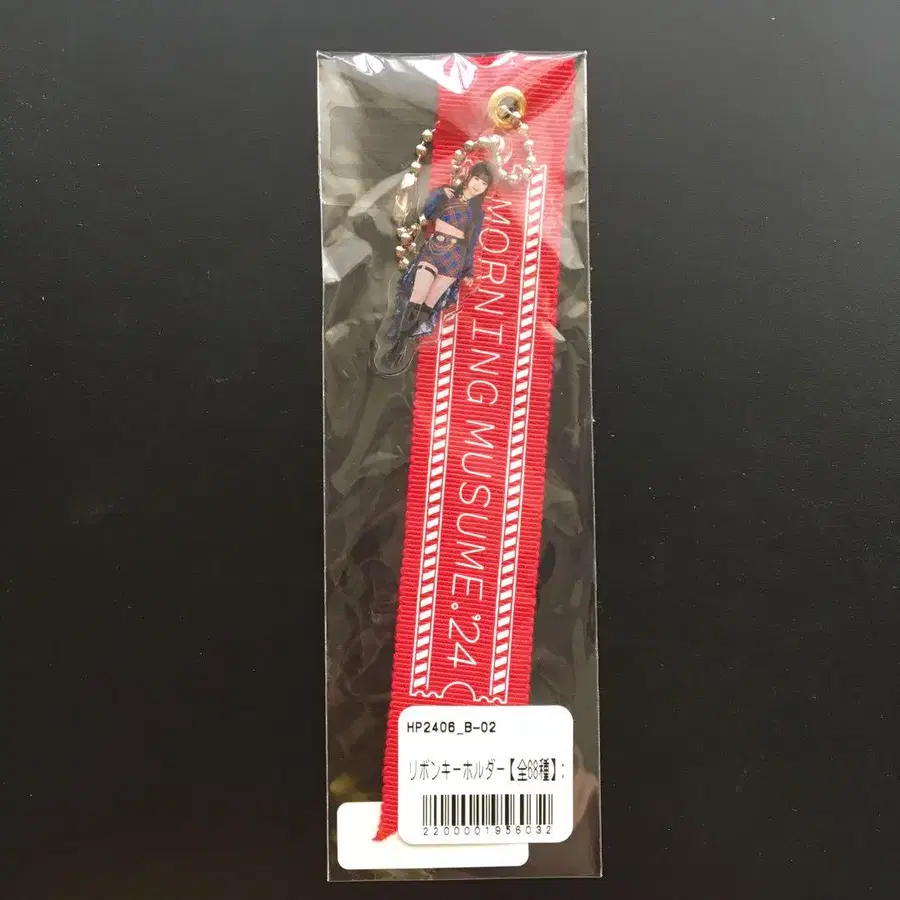 MORNING MUSUME。'24
HP2406_B-02
リボンキーホルダー【全68種】:
2200001956032